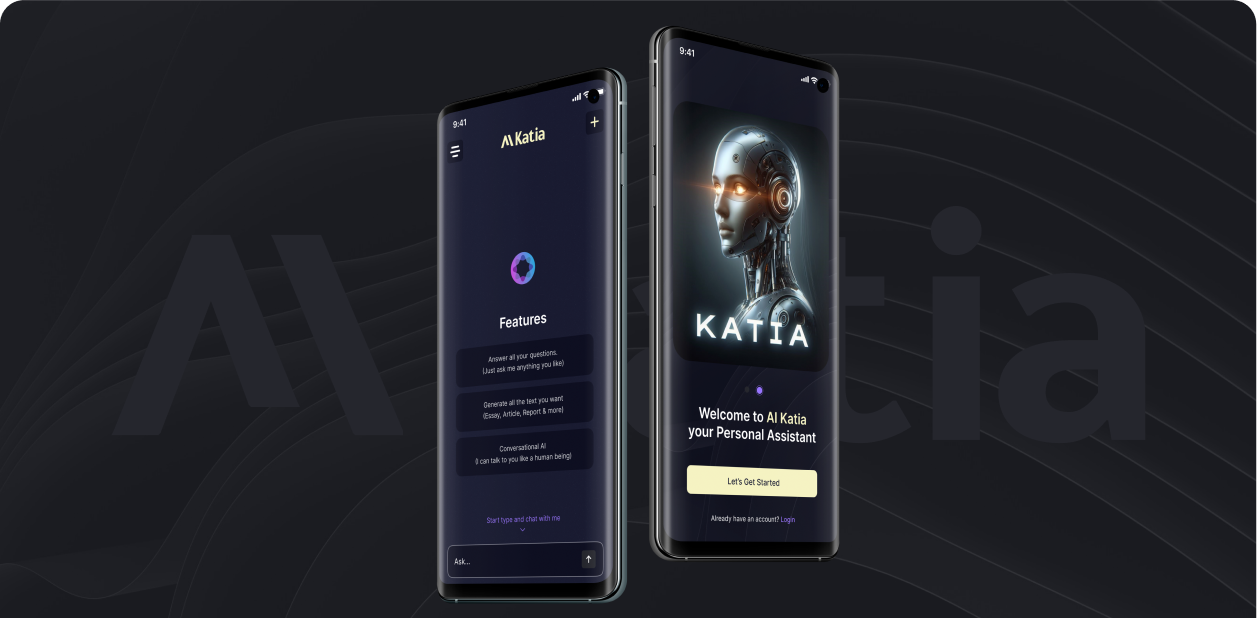 9:41
AI Katia
Features
Answer all your questions.
(Just ask me anything you like)
Generate all the text you want
(Essay, Article, Report & more)
Conversational AI
(I can talk to you like a human being)
Start type and chat with me
Ask...
9:41
KATIA
Welcome to AI Katia
your Personal Assistant
Let's Get Started
Already have an account? Login
AI Katia